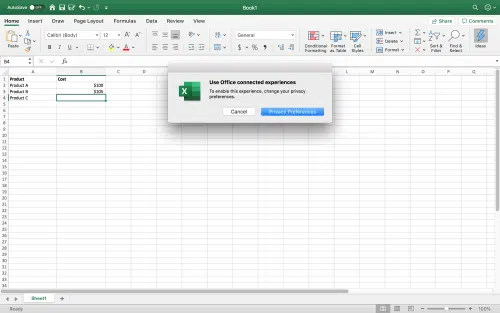 AutoSave OFF Book1
Home Insert Draw Page Layout Formulas Data Review View Share Comments
Paste Calibri (Body) 12 A A General Conditional Formatting Format as Table Cell Styles Insert Delete Format Sort & Filter Find & Select Ideas
B I U A $ % 
B4 fx
A B C D E F G H I J K L M N O P Q
1 Product Cost
2 Product A $100
3 Product B $105
4 Product C
Use Office connected experiences
To enable this experience, change your privacy
preferences.
Cancel Privacy Preferences
Sheet1 +
Ready 100%